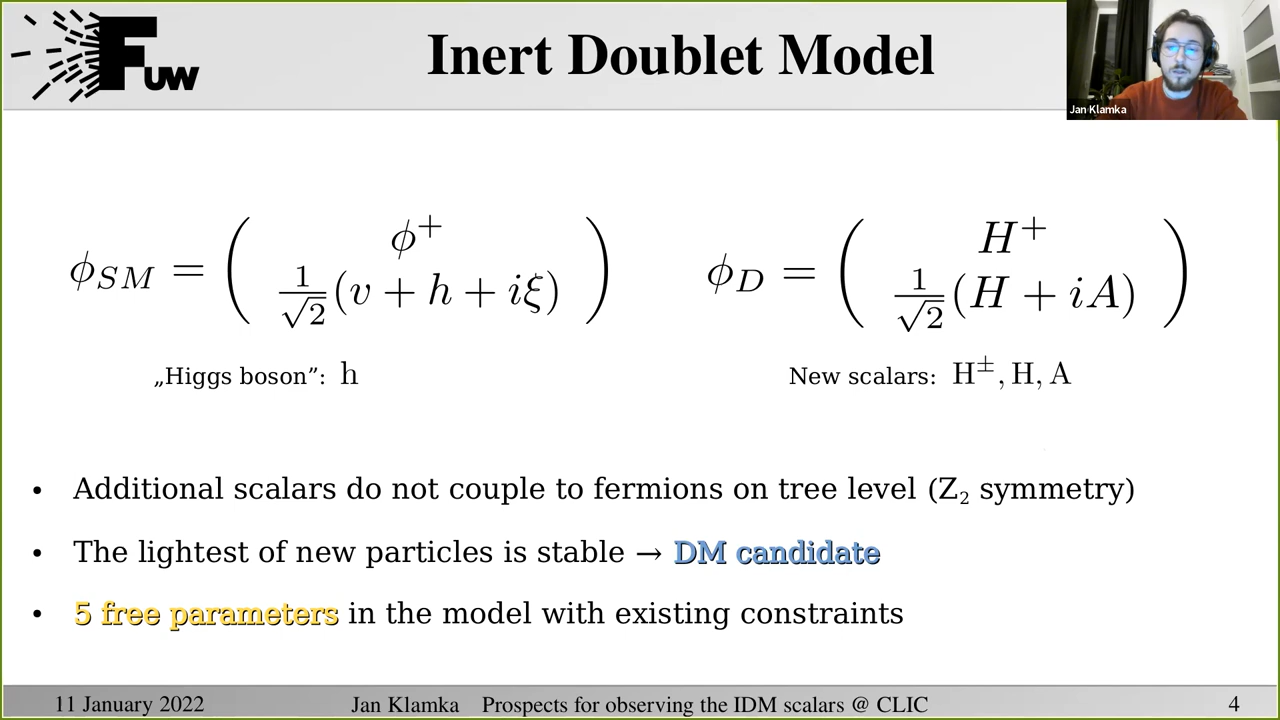 FUW
Inert Doublet Model
Jan Klamka
ϕ_SM = ( ϕ⁺ 1/√2 (v + h + iξ) )
ϕ_D = ( H⁺ 1/√2 (H + iA) )
„Higgs boson”: h
New scalars: H±, H, A
• Additional scalars do not couple to fermions on tree level (Z₂ symmetry)
• The lightest of new particles is stable → DM candidate
• 5 free parameters in the model with existing constraints
11 January 2022
Jan Klamka Prospects for observing the IDM scalars @ CLIC
4